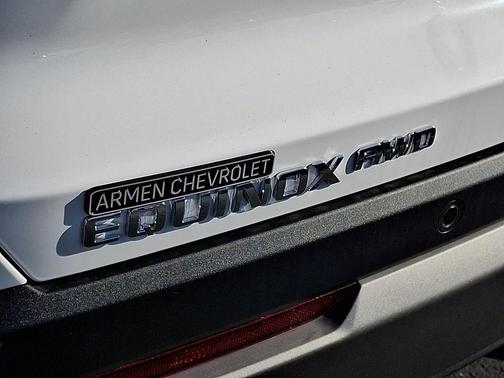 ARMEN CHEVROLET
EQUINOX AWD